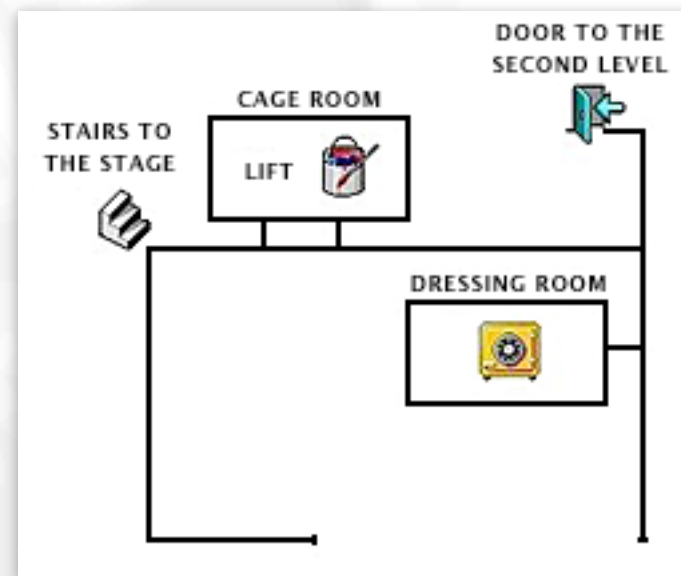 DOOR TO THE
SECOND LEVEL
CAGE ROOM
STAIRS TO
THE STAGE
LIFT
DRESSING ROOM